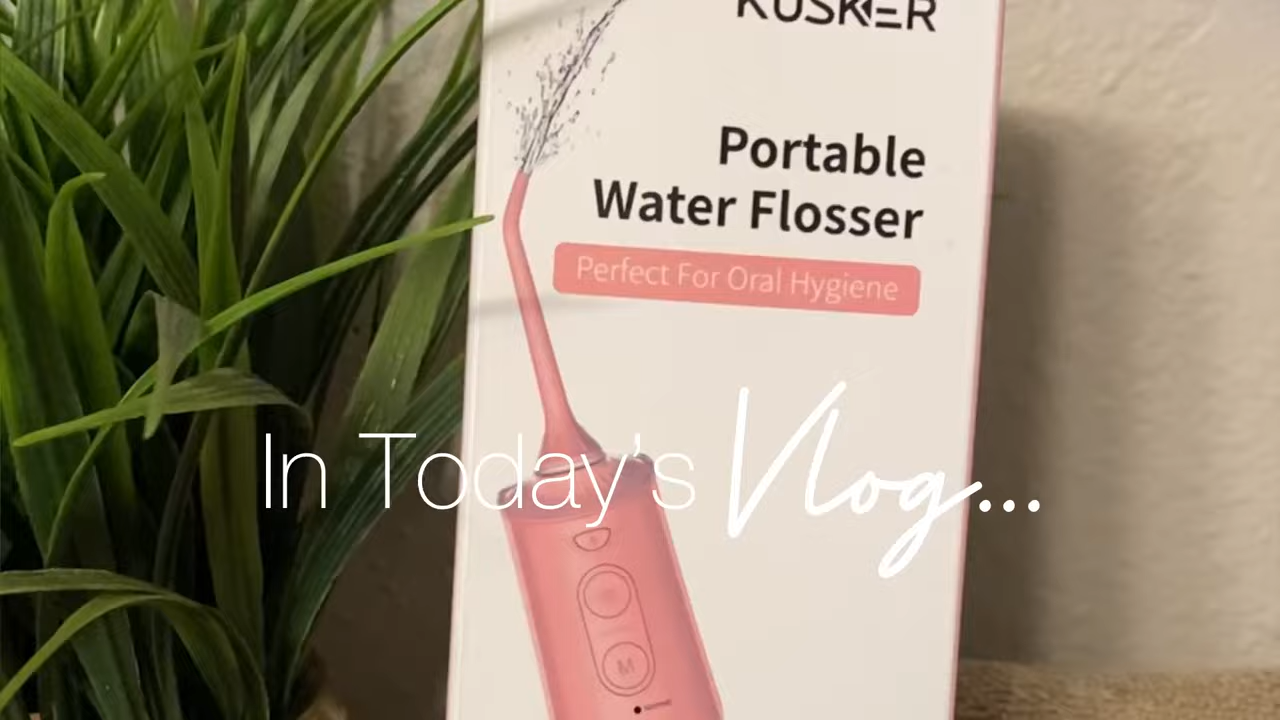 KUSKER
Portable
Water Flosser
Perfect For Oral Hygiene
In Today's Vlog...
M